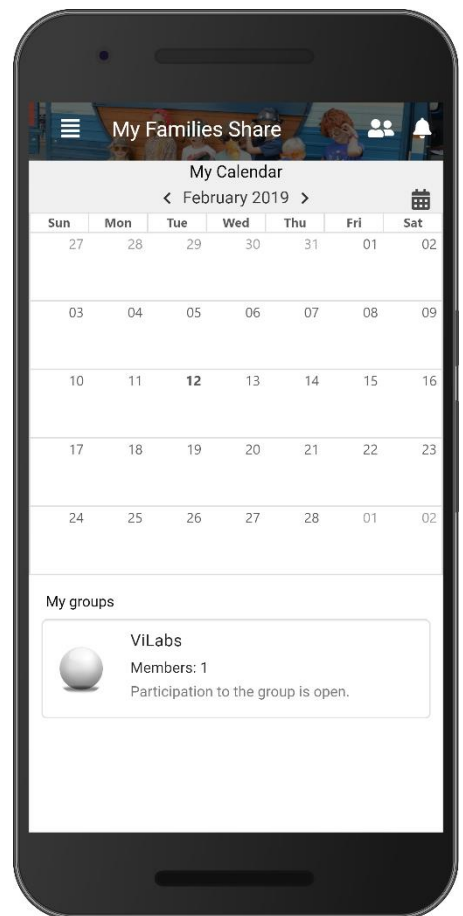 My Families Share
My Calendar
February 2019
Sun Mon Tue Wed Thu Fri Sat
27 28 29 30 31 01 02
03 04 05 06 07 08 09
10 11 12 13 14 15 16
17 18 19 20 21 22 23
24 25 26 27 28 01 02
My groups
ViLabs
Members: 1
Participation to the group is open.